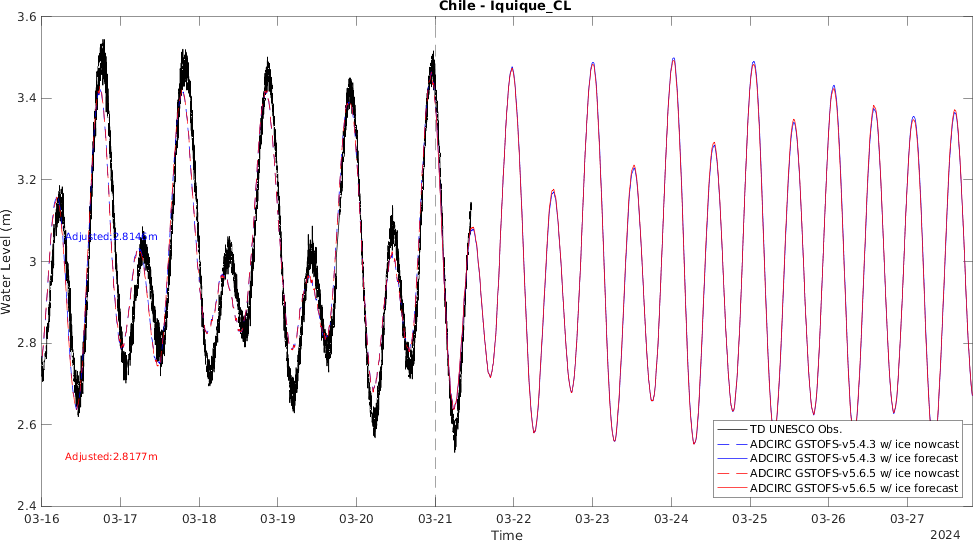 Chile - Iquique_CL
3.6
3.4
3.2
3
2.8
2.6
2.4
Water Level (m)
Adjusted:2.8146m
Adjusted:2.8177m
TD UNESCO Obs.
ADCIRC GSTOFS-v5.4.3 w/ ice nowcast
ADCIRC GSTOFS-v5.4.3 w/ ice forecast
ADCIRC GSTOFS-v5.6.5 w/ ice nowcast
ADCIRC GSTOFS-v5.6.5 w/ ice forecast
03-16 03-17 03-18 03-19 03-20 03-21 03-22 03-23 03-24 03-25 03-26 03-27
Time
2024